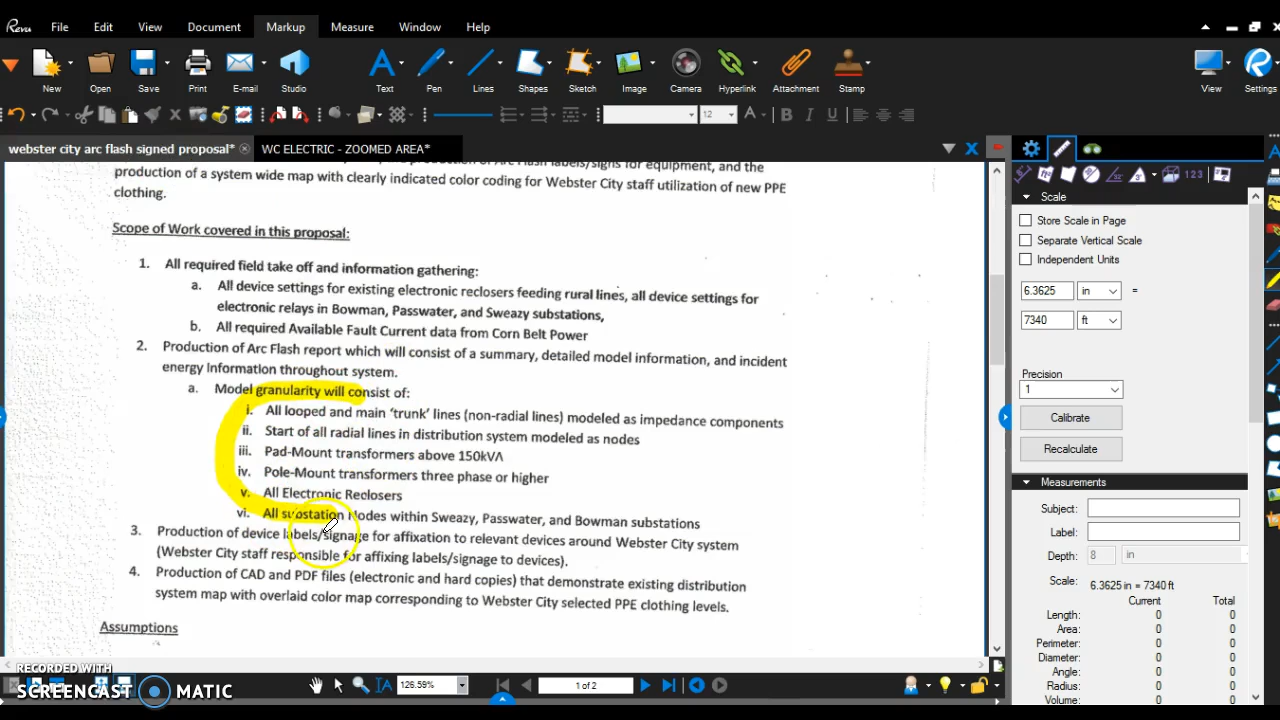 Revu File Edit View Document Markup Measure Window Help
New Open Save Print E-mail Studio Text Pen Lines Shapes Image Camera Hyperlink Attachment Stamp View Settings
12 A B I U
webster city arc flash signed proposal* WC ELECTRIC - ZOOMED AREA*
production of a system wide map with clearly indicated color coding for Webster City staff utilization of new PPE
clothing.
Scope of Work covered in this proposal:
1. All required field take off and information gathering:
a. All device settings for existing electronic reclosers feeding rural lines, all device settings for
electronic relays in Bowman, Passwater, and Sweazy substations,
b. All required Available Fault Current data from Corn Belt Power
2. Production of Arc Flash report which will consist of a summary, detailed model information, and incident
energy Information throughout system.
a. Model granularity will consist of:
i. All looped and main 'trunk' lines (non-radial lines) modeled as impedance components
ii. Start of all radial lines in distribution system modeled as nodes
iii. Pad-Mount transformers above 150kVA
iv. Pole-Mount transformers three phase or higher
v. All Electronic Reclosers
vi. All substation Nodes within Sweazy, Passwater, and Bowman substations
3. Production of device labels/signage for affixation to relevant devices around Webster City system
(Webster City staff responsible for affixing labels/signage to devices).
4. Production of CAD and PDF files (electronic and hard copies) that demonstrate existing distribution
system map with overlaid color map corresponding to Webster City selected PPE clothing levels.
Assumptions
Scale
Store Scale in Page
Separate Vertical Scale
Independent Units
6.3625 in =
7340 ft
Precision
1
Calibrate
Recalculate
Measurements
Subject:
Label:
Depth: 8 in
Scale: 6.3625 in = 7340 ft
Current Total
Length: 0 0
Area: 0 0
Perimeter: 0 0
Diameter: 0 0
Angle: 0 0
Radius: 0 0
Volume: 0 0
126.59% 1 of 2
RECORDED WITH
SCREENCAST MATIC